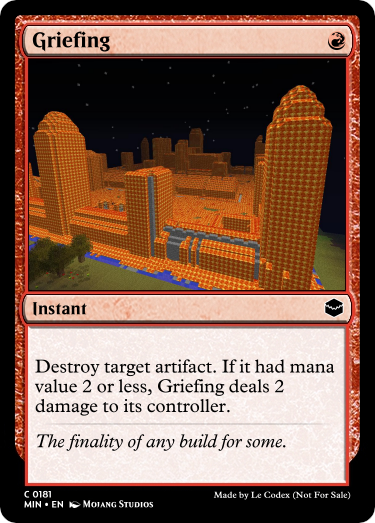 Griefing
Instant
Destroy target artifact. If it had mana
value 2 or less, Griefing deals 2
damage to its controller.
The finality of any build for some.
C 0181
MIN • EN Mojang Studios
Made by Le Codex (Not For Sale)